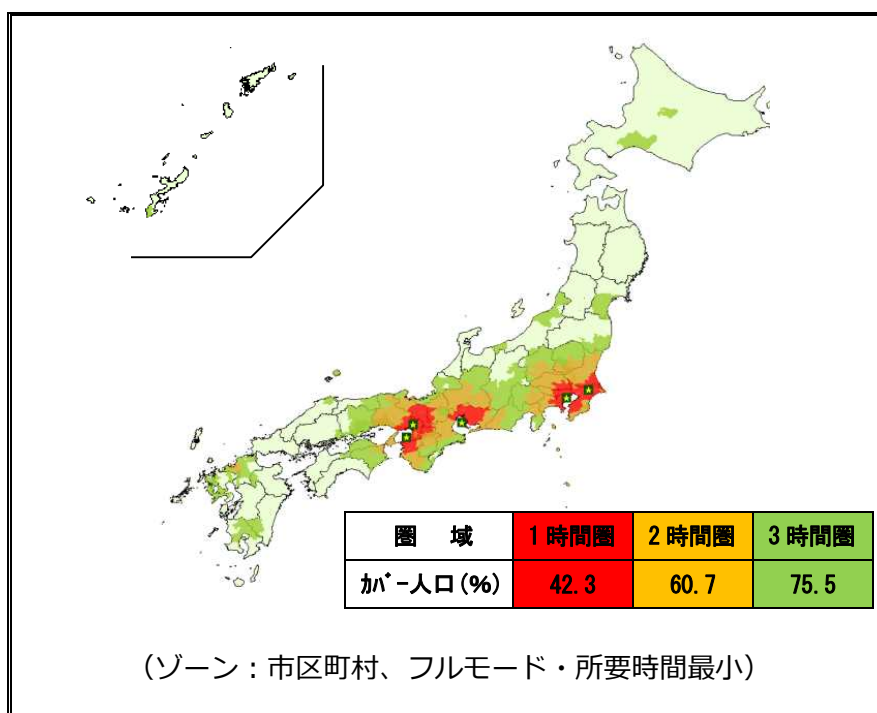 圏 域 1時間圏 2時間圏 3時間圏
ｶﾊﾞｰ人口(%) 42.3 60.7 75.5
(ゾーン：市区町村、フルモード・所要時間最小)